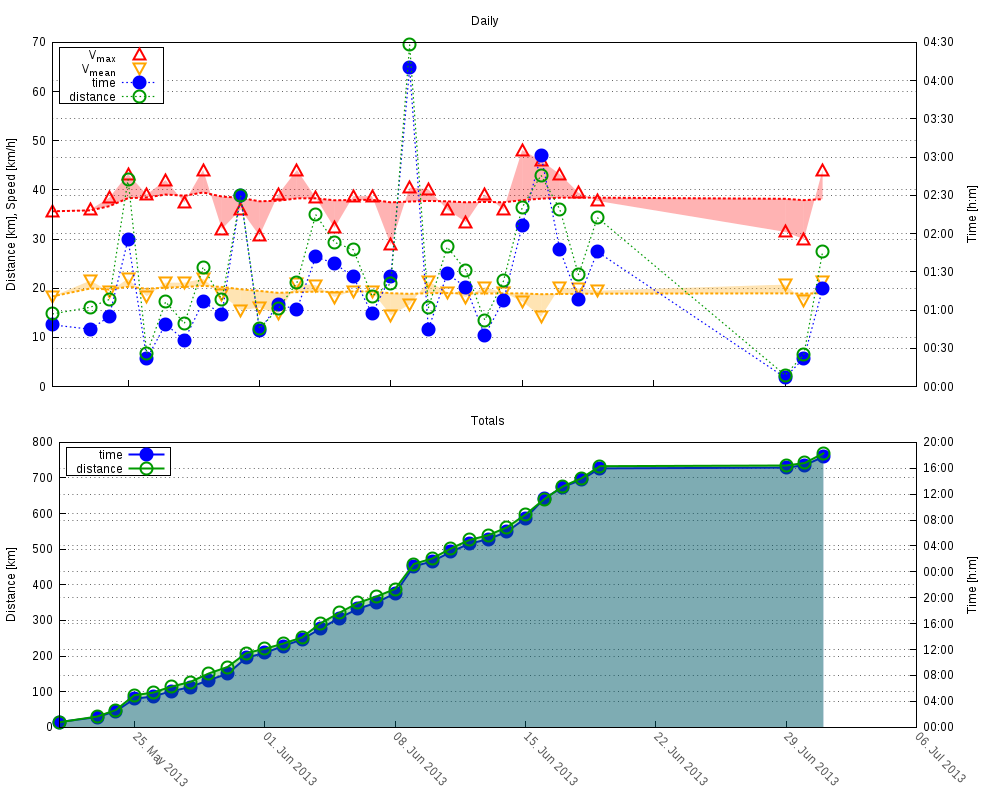 Daily
Distance [km], Speed [km/h]
70
60
50
40
30
20
10
0
Vmax
Vmean
time
distance
04:30
04:00
03:30
03:00
02:30
02:00
01:30
01:00
00:30
00:00
Time [h:m]
Totals
Distance [km]
800
700
600
500
400
300
200
100
0
time
distance
20:00
16:00
12:00
08:00
04:00
00:00
20:00
16:00
12:00
08:00
04:00
00:00
Time [h:m]
25. May 2013
01. Jun 2013
08. Jun 2013
15. Jun 2013
22. Jun 2013
29. Jun 2013
06. Jul 2013